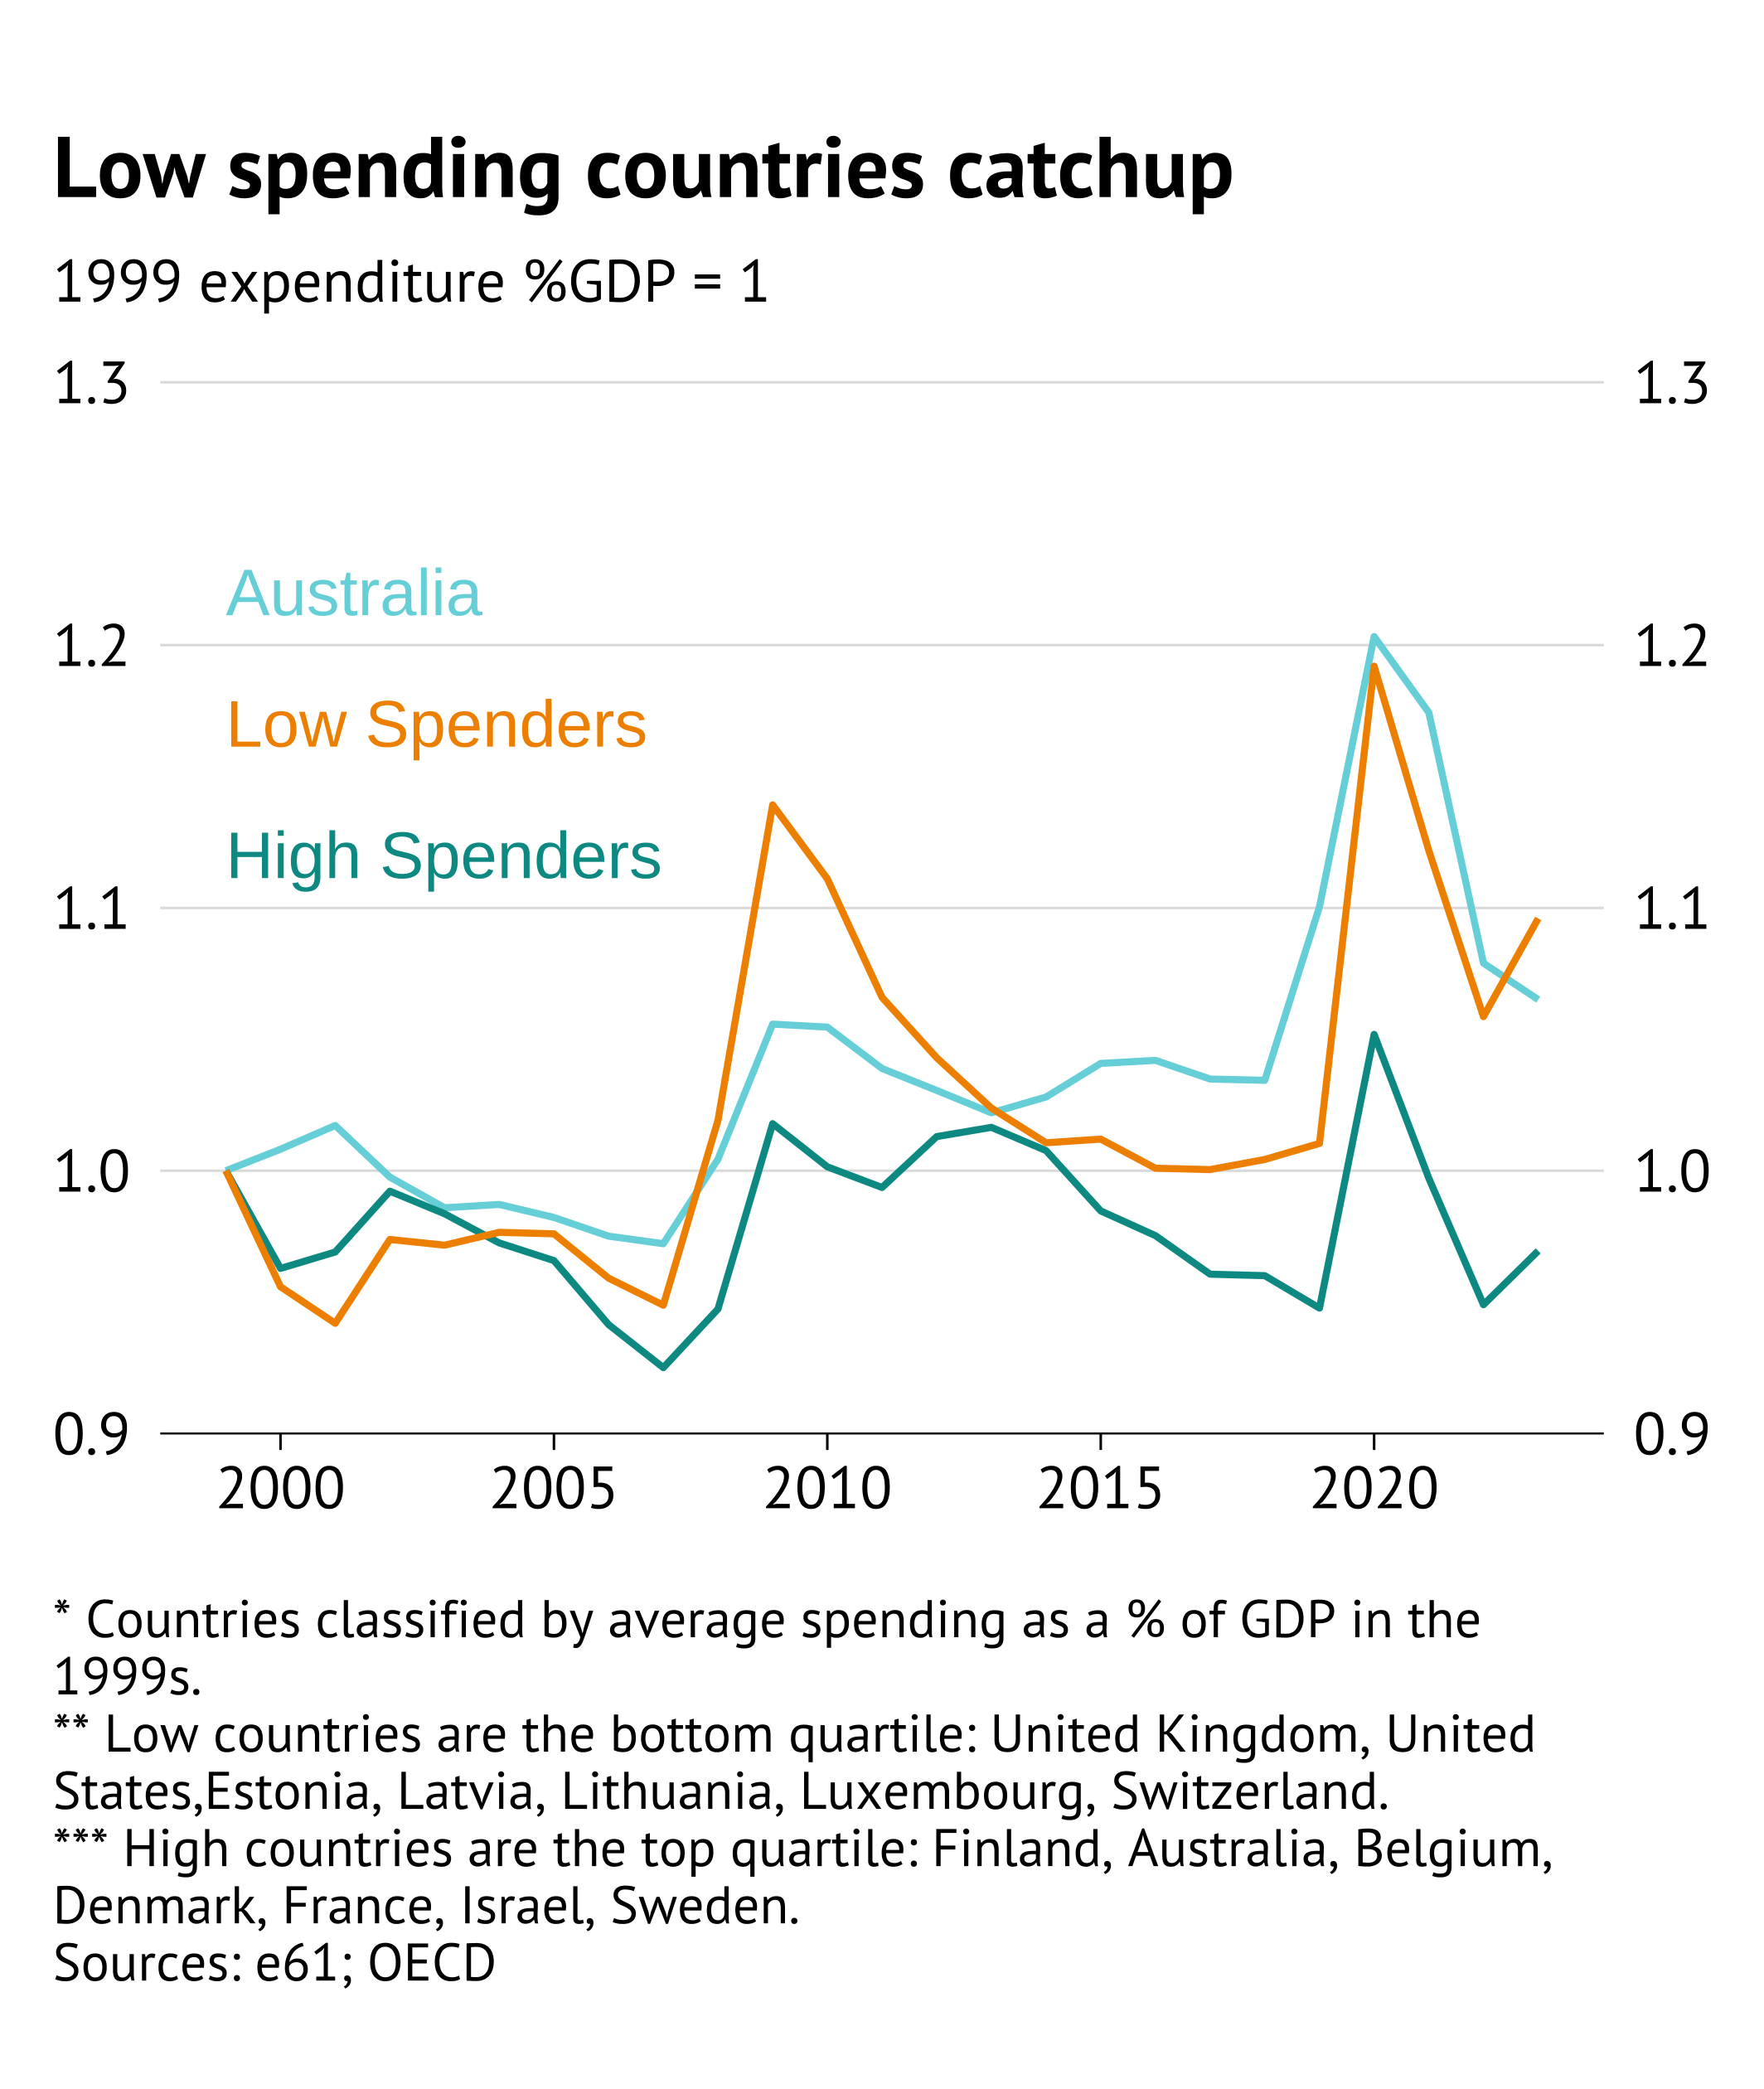 Low spending countries catchup
1999 expenditure %GDP = 1
1.3 1.3
Australia
1.2 1.2
Low Spenders
High Spenders
1.1 1.1
1.0 1.0
0.9 0.9
2000 2005 2010 2015 2020
* Countries classified by average spending as a % of GDP in the
1999s.
** Low countries are the bottom quartile: United Kingdom, United
States,Estonia, Latvia, Lithuania, Luxembourg, Switzerland.
*** High countries are the top quartile: Finland, Australia, Belgium,
Denmark, France, Israel, Sweden.
Sources: e61; OECD